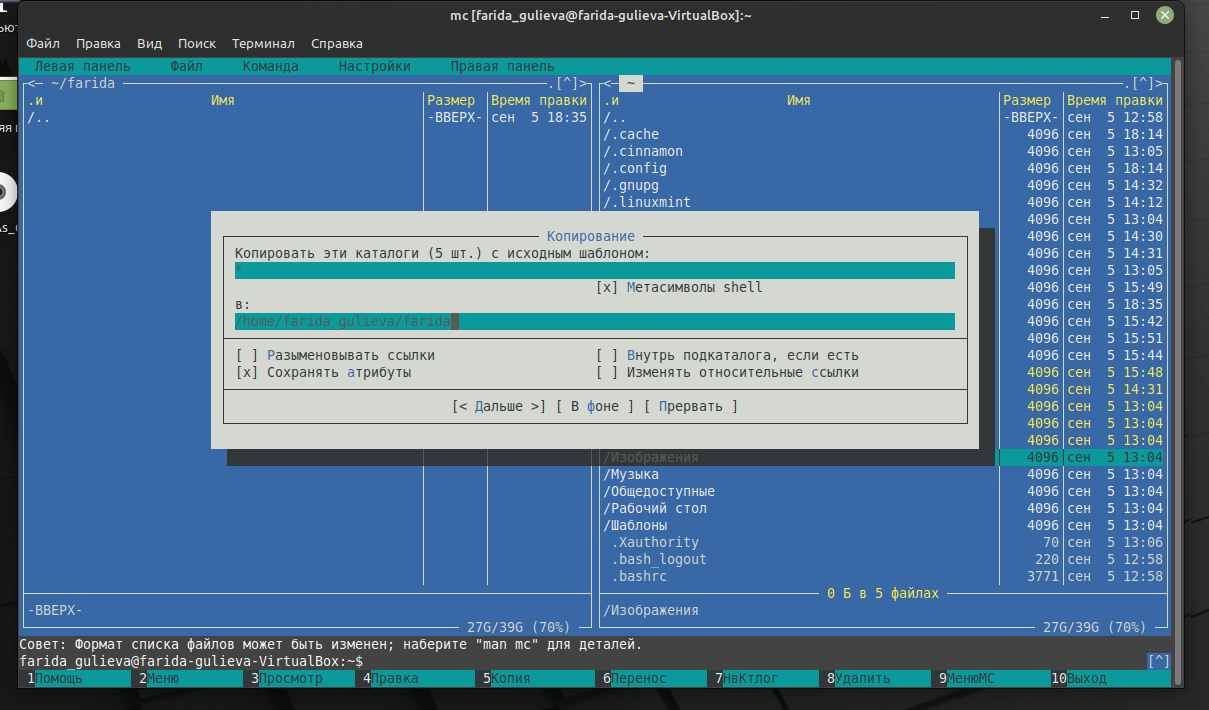 mc [farida_gulieva@farida-gulieva-VirtualBox]:~
Файл Правка Вид Поиск Терминал Справка
Левая панель Файл Команда Настройки Правая панель
<─ ~/farida .[^]> <─ ~ .[^]>
.и Имя Размер Время правки .и Имя Размер Время правки
/.. -ВВЕРХ- сен 5 18:35 /.. -ВВЕРХ- сен 5 12:58
/.cache 4096 сен 5 18:14
/.cinnamon 4096 сен 5 13:05
/.config 4096 сен 5 18:14
/.gnupg 4096 сен 5 14:32
/.linuxmint 4096 сен 5 14:12
4096 сен 5 13:04
Копирование 4096 сен 5 14:30
Копировать эти каталоги (5 шт.) с исходным шаблоном: 4096 сен 5 14:31
* 4096 сен 5 13:05
[x] Метасимволы shell 4096 сен 5 15:49
в: 4096 сен 5 18:35
/home/farida_gulieva/farida 4096 сен 5 15:42
4096 сен 5 15:51
[ ] Разыменовывать ссылки [ ] Внутрь подкаталога, если есть 4096 сен 5 15:44
[x] Сохранять атрибуты [ ] Изменять относительные ссылки 4096 сен 5 15:48
4096 сен 5 14:31
[< Дальше >] [ В фоне ] [ Прервать ] 4096 сен 5 13:04
4096 сен 5 13:04
4096 сен 5 13:04
/Изображения 4096 сен 5 13:04
/Музыка 4096 сен 5 13:04
/Общедоступные 4096 сен 5 13:04
/Рабочий стол 4096 сен 5 13:04
/Шаблоны 4096 сен 5 13:04
.Xauthority 70 сен 5 13:06
.bash_logout 220 сен 5 12:58
.bashrc 3771 сен 5 12:58
0 Б в 5 файлах
-ВВЕРХ- /Изображения
27G/39G (70%) 27G/39G (70%)
Совет: Формат списка файлов может быть изменен; наберите "man mc" для деталей.
farida_gulieva@farida-gulieva-VirtualBox:~$ [^]
1Помощь 2Меню 3Просмотр 4Правка 5Копия 6Перенос 7НвКтлог 8Удалить 9МенюМС 10Выход